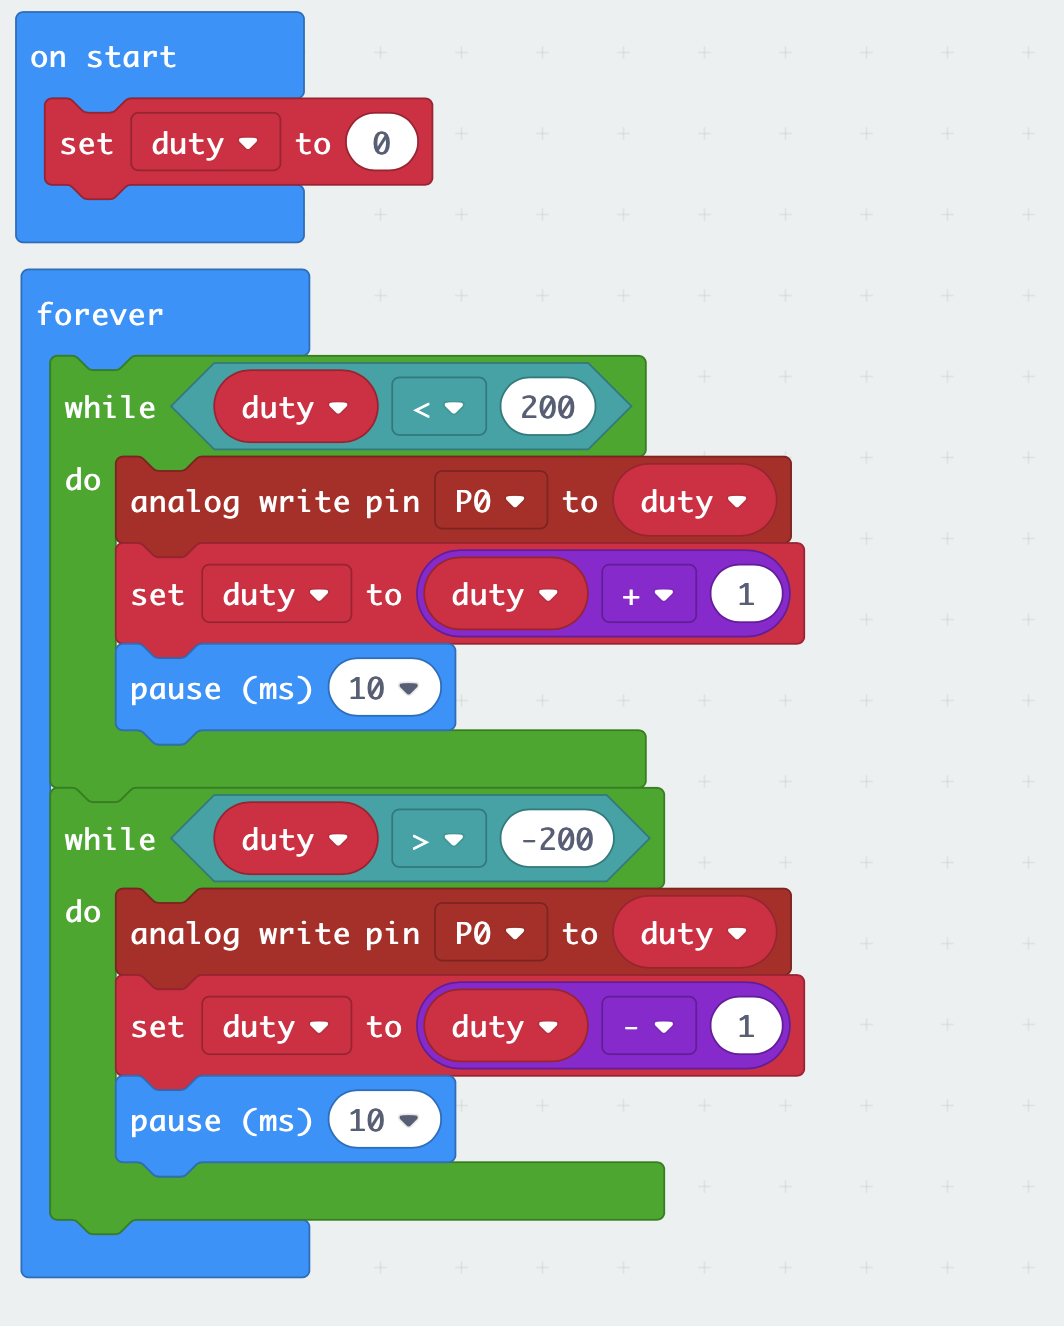 on start
set duty to 0
forever
while duty < 200
do
analog write pin P0 to duty
set duty to duty + 1
pause (ms) 10
while duty > -200
do
analog write pin P0 to duty
set duty to duty - 1
pause (ms) 10